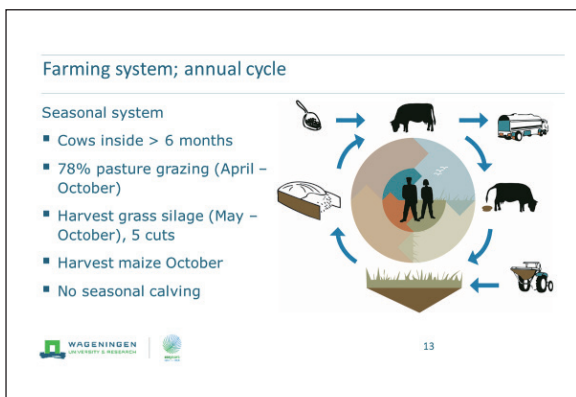 Farming system; annual cycle
Seasonal system
▪ Cows inside > 6 months
▪ 78% pasture grazing (April –
October)
▪ Harvest grass silage (May –
October), 5 cuts
▪ Harvest maize October
▪ No seasonal calving
WAGENINGEN
UNIVERSITY & RESEARCH
13